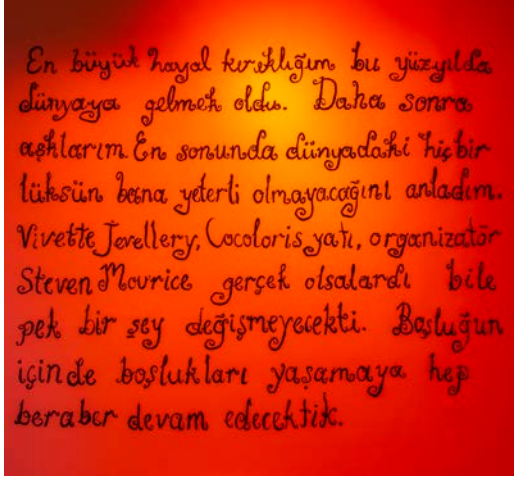 En büyük hayal kırıklığım bu yüzyılda
dünyaya gelmek oldu. Daha sonra
aşklarım. En sonunda dünyadaki hiçbir
lüksün bana yeterli olmayacağını anladım.
Vivette Jevellery, Cocoloris yatı, organizatör
Steven Mourice gerçek olsalardı bile
pek bir şey değişmeyecekti. Boşluğun
içinde boşlukları yaşamaya hep
beraber devam edecektik.